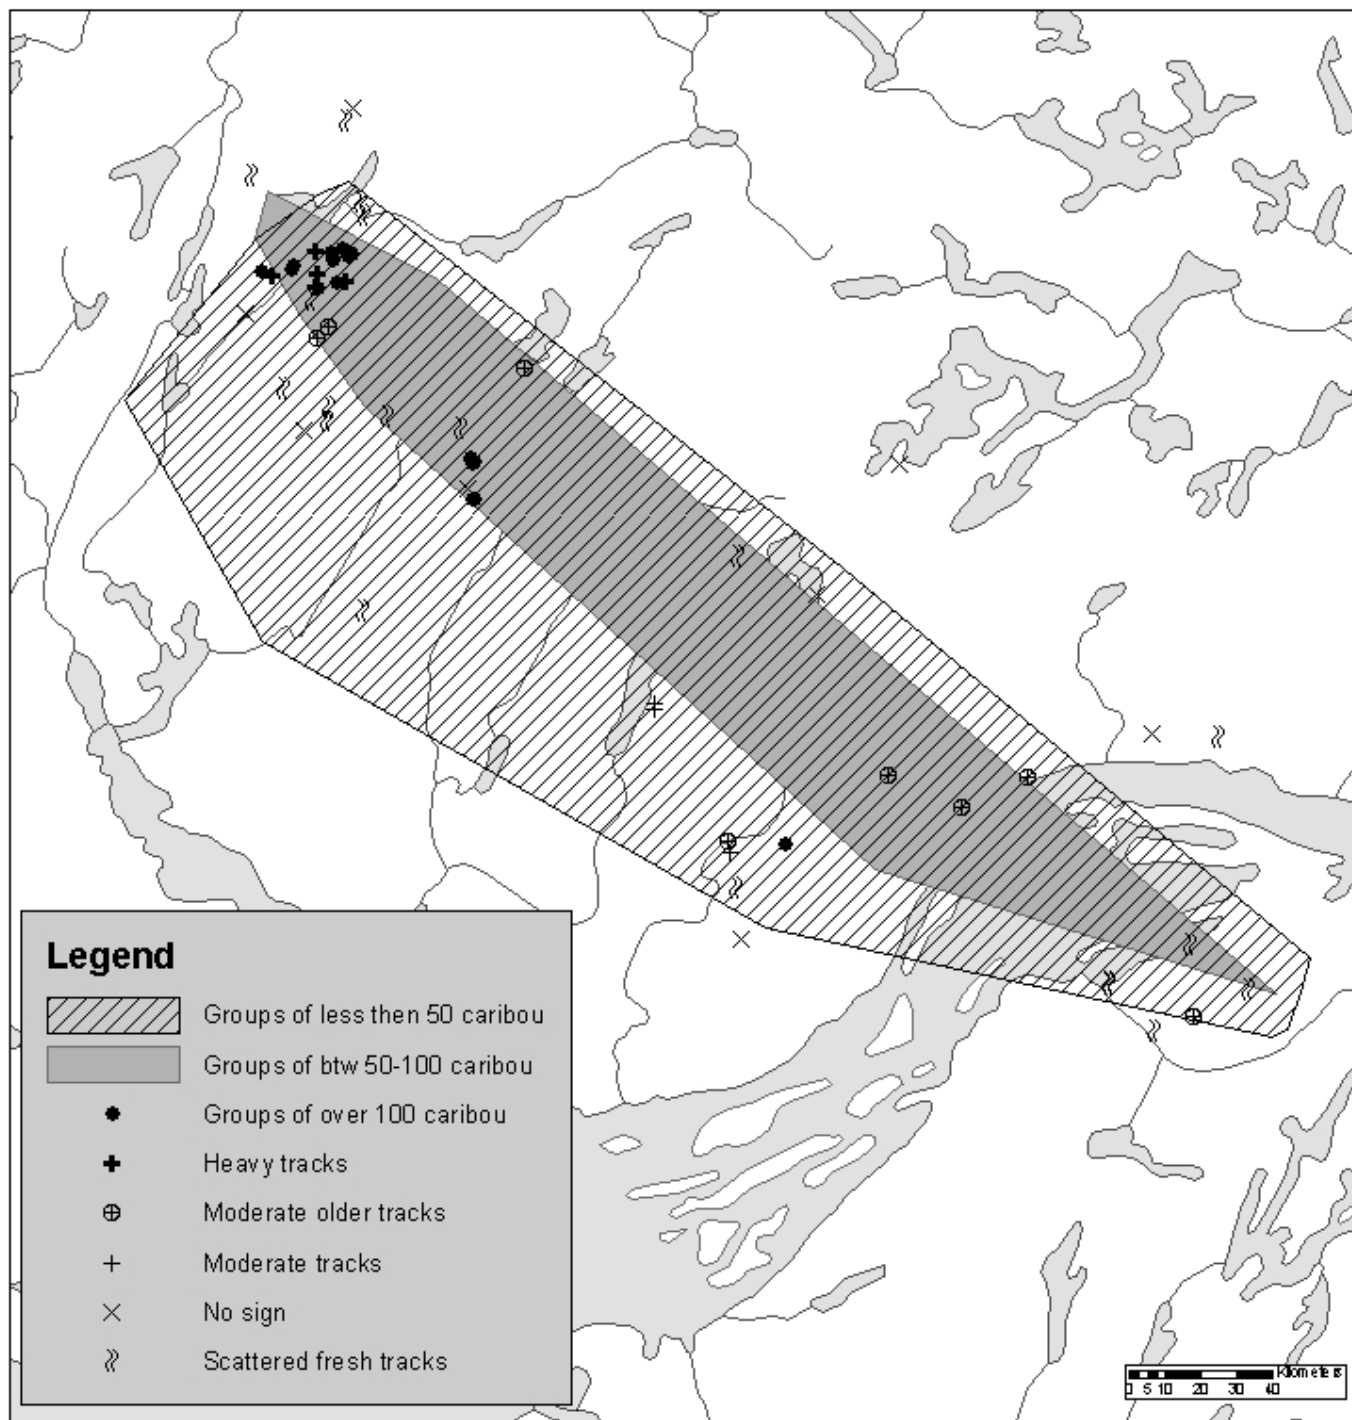 Legend
Groups of less then 50 caribou
Groups of btw 50-100 caribou
Groups of over 100 caribou
Heavy tracks
Moderate older tracks
Moderate tracks
No sign
Scattered fresh tracks
Kilometers
0 5 10 20 30 40